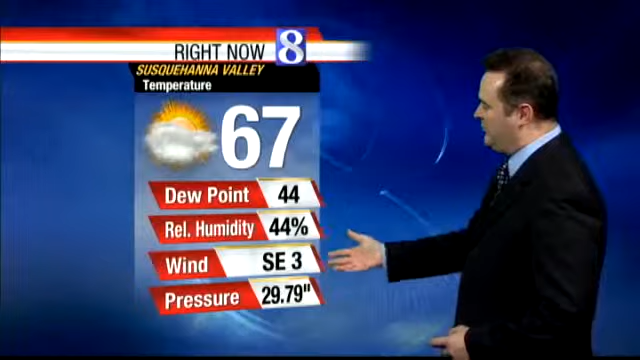 RIGHT NOW 8
SUSQUEHANNA VALLEY
Temperature
67
Dew Point 44
Rel. Humidity 44%
Wind SE 3
Pressure 29.79"